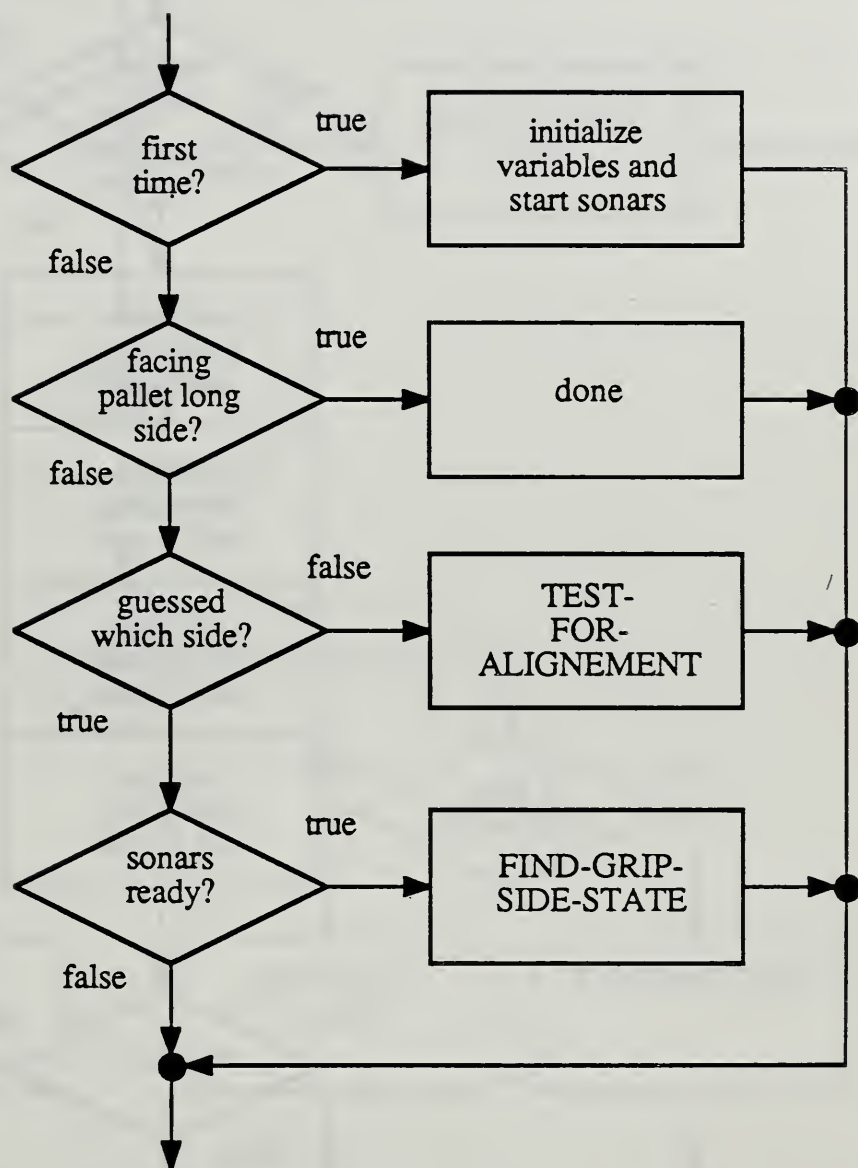 first
time?
true
initialize
variables and
start sonars
false
facing
pallet long
side?
true
done
false
guessed
which side?
false
TEST-
FOR-
ALIGNEMENT
true
sonars
ready?
true
FIND-GRIP-
SIDE-STATE
false